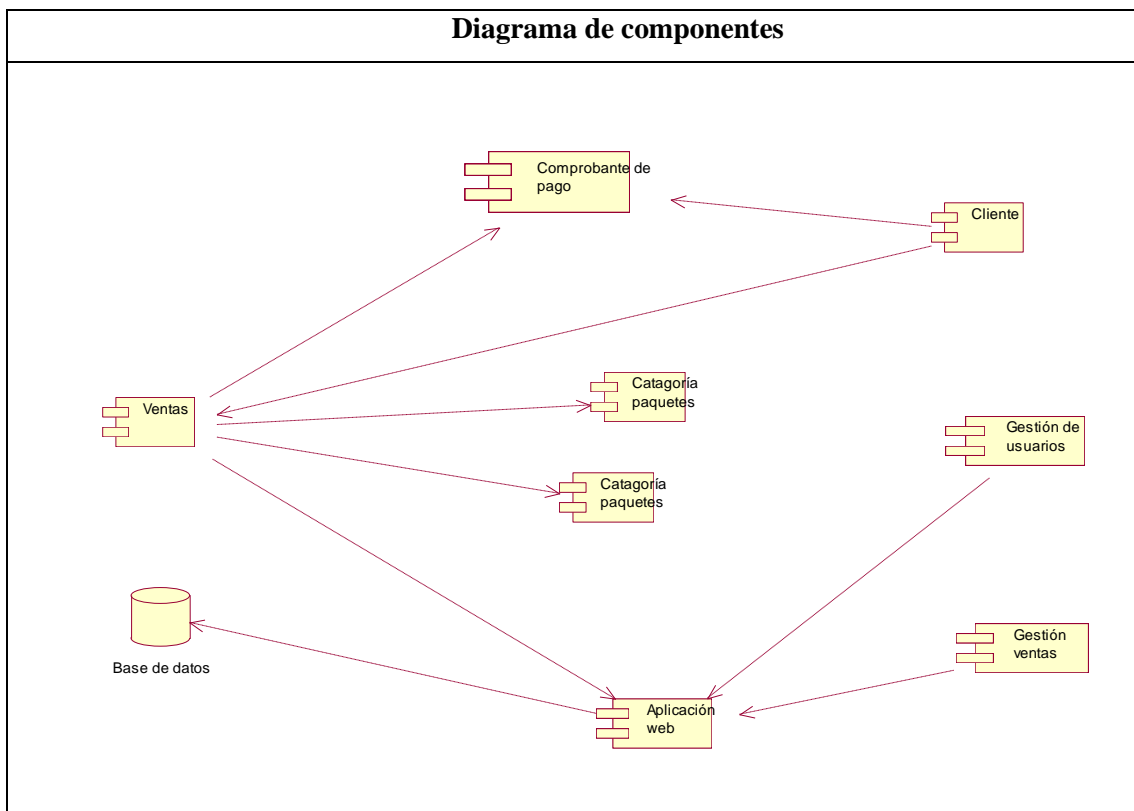 Diagrama de componentes
Comprobante de
pago
Cliente
Ventas
Catagoría
paquetes
Gestión de
usuarios
Catagoría
paquetes
Base de datos
Gestión
ventas
Aplicación
web